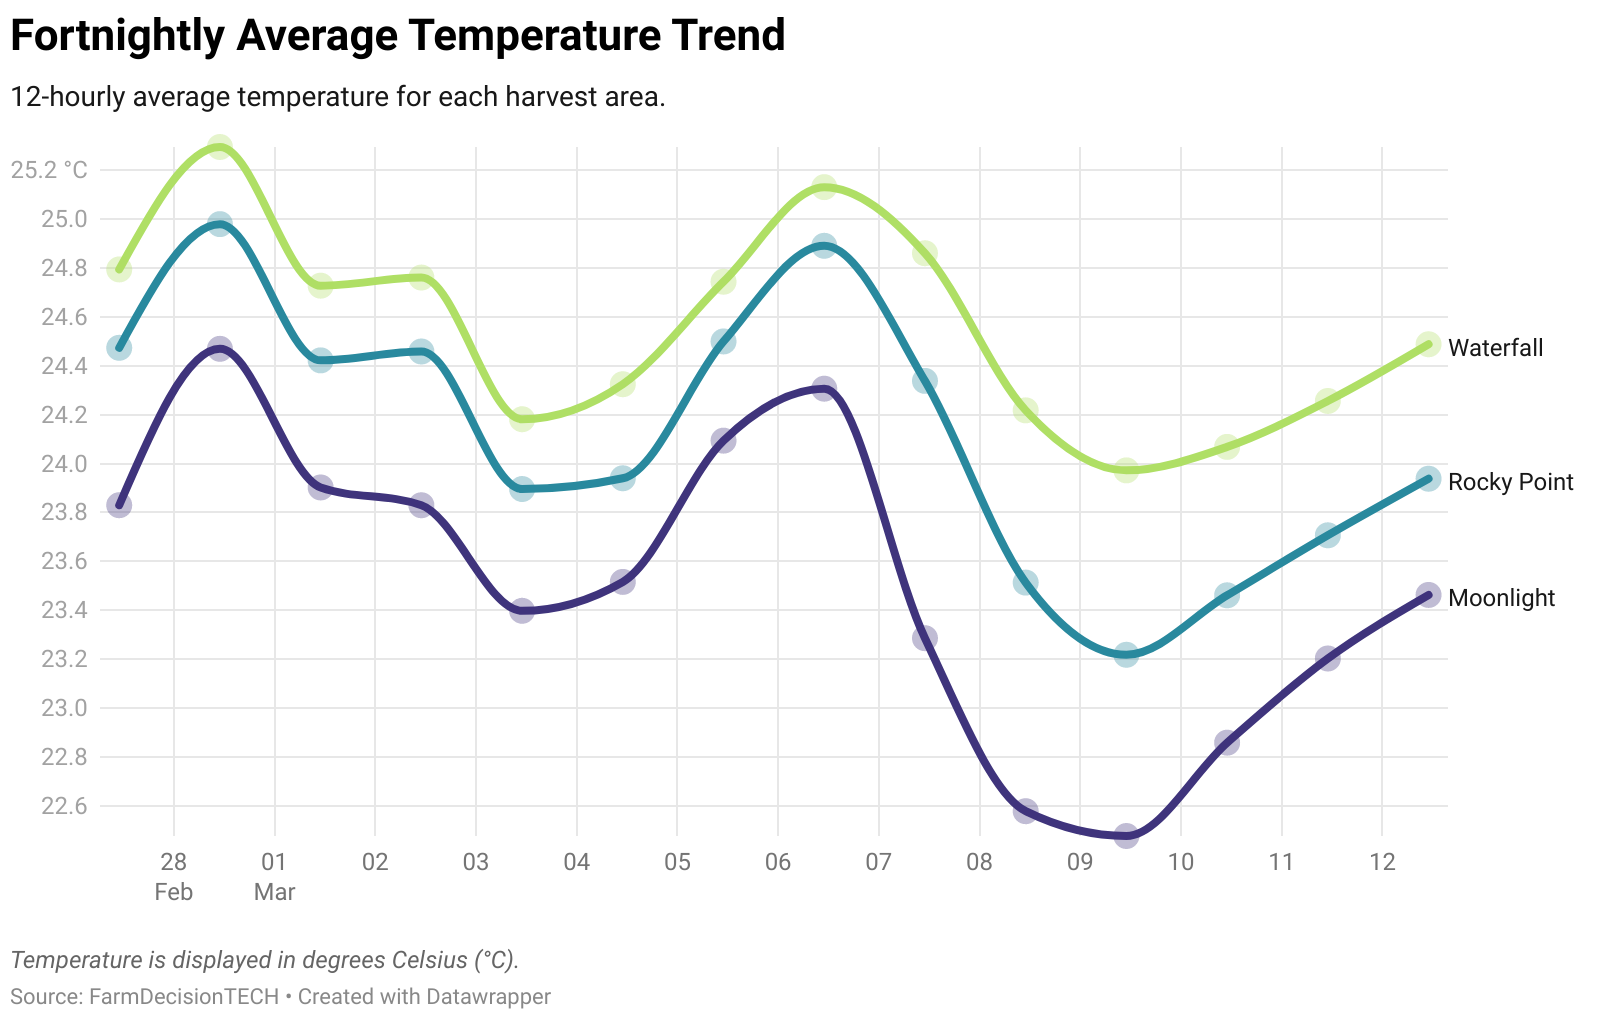 Fortnightly Average Temperature Trend
12-hourly average temperature for each harvest area.
25.2 °C
25.0
24.8
24.6
24.4
24.2
24.0
23.8
23.6
23.4
23.2
23.0
22.8
22.6
Waterfall
Rocky Point
Moonlight
28 01 02 03 04 05 06 07 08 09 10 11 12
Feb Mar
Temperature is displayed in degrees Celsius (°C).
Source: FarmDecisionTECH • Created with Datawrapper